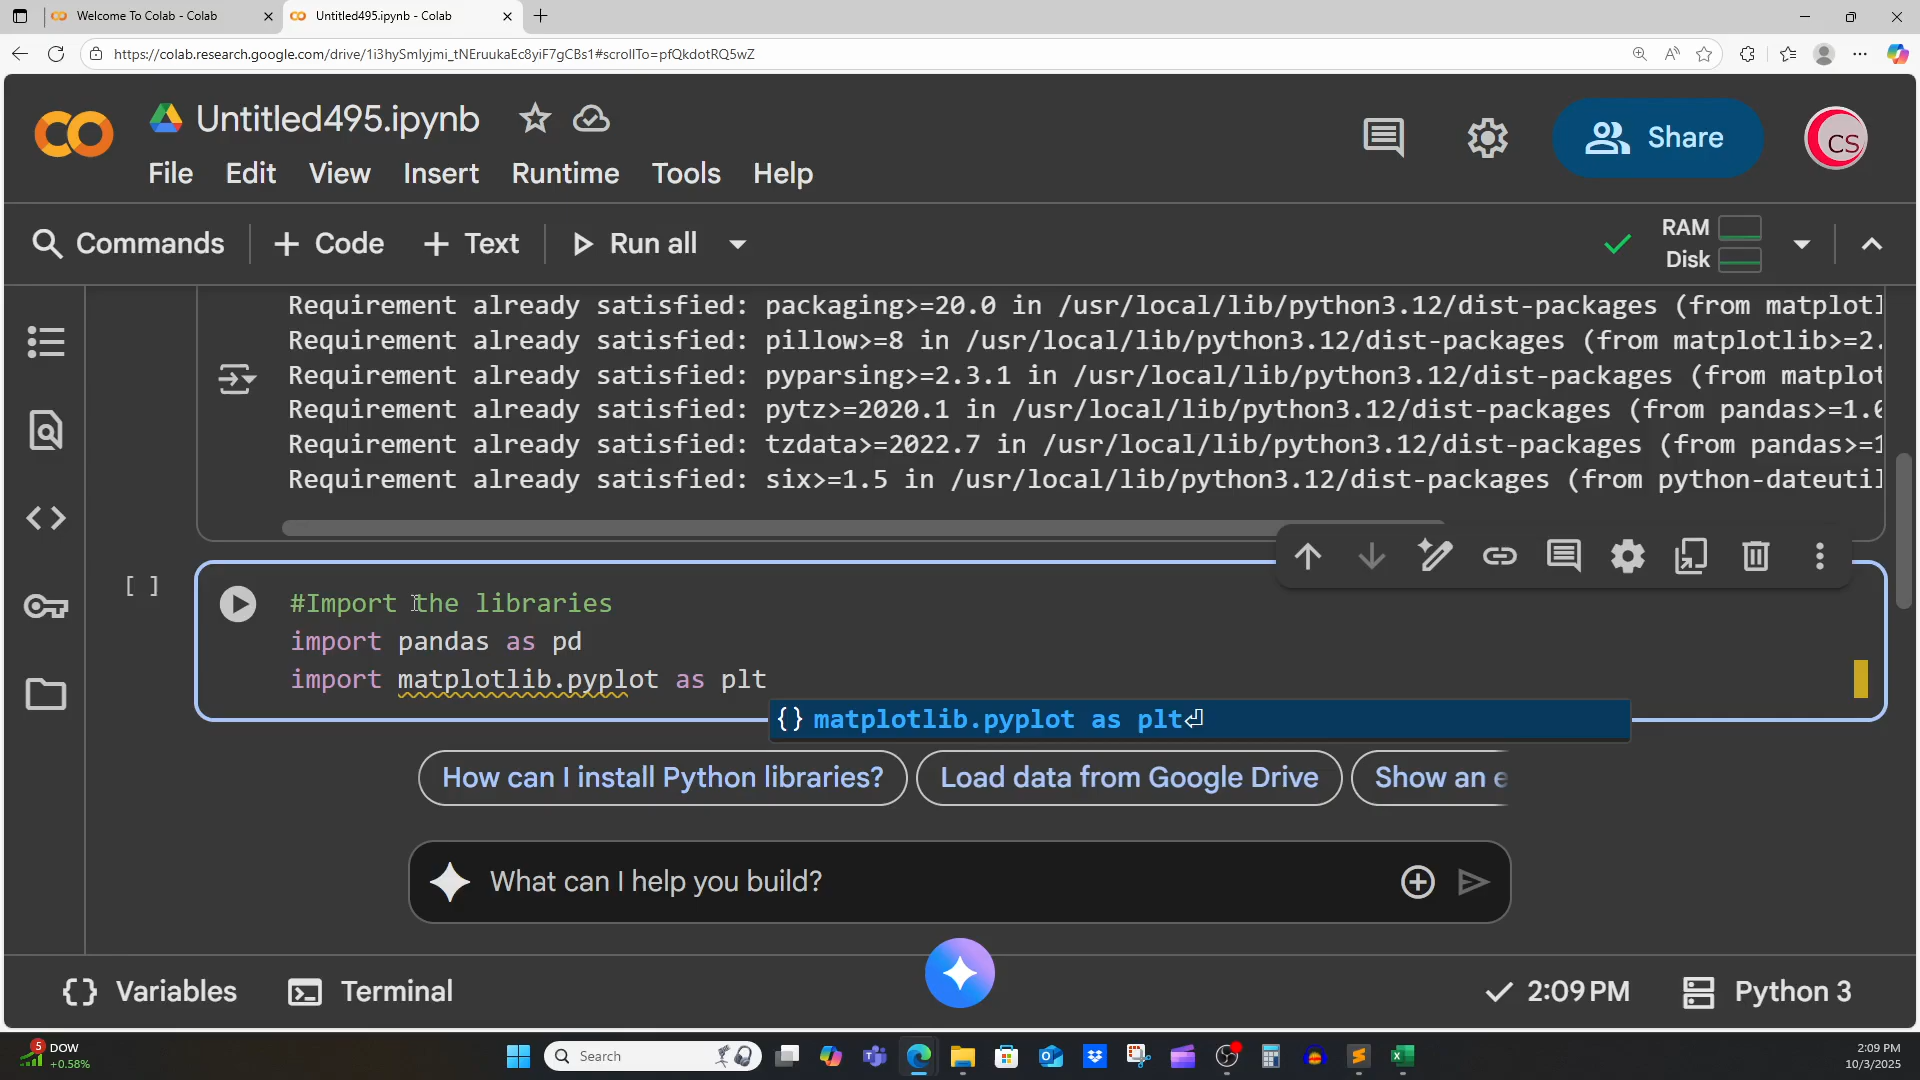 Welcome To Colab - Colab
Untitled495.ipynb - Colab
https://colab.research.google.com/drive/1i3hySmlyjmi_tNEruukaEc8yiF7gCBs1#scrollTo=pfQkdotRQ5wZ
Untitled495.ipynb
Share
CS
File Edit View Insert Runtime Tools Help
Commands + Code + Text Run all
RAM
Disk
Requirement already satisfied: packaging>=20.0 in /usr/local/lib/python3.12/dist-packages (from matplotl
Requirement already satisfied: pillow>=8 in /usr/local/lib/python3.12/dist-packages (from matplotlib>=2.
Requirement already satisfied: pyparsing>=2.3.1 in /usr/local/lib/python3.12/dist-packages (from matplot
Requirement already satisfied: pytz>=2020.1 in /usr/local/lib/python3.12/dist-packages (from pandas>=1.0
Requirement already satisfied: tzdata>=2022.7 in /usr/local/lib/python3.12/dist-packages (from pandas>=1
Requirement already satisfied: six>=1.5 in /usr/local/lib/python3.12/dist-packages (from python-dateutil
[ ]
#Import the libraries
import pandas as pd
import matplotlib.pyplot as plt
{} matplotlib.pyplot as plt⏎
How can I install Python libraries? Load data from Google Drive Show an e
What can I help you build?
{} Variables Terminal
2:09 PM Python 3
5 DOW
+0.58%
Search
2:09 PM
10/3/2025